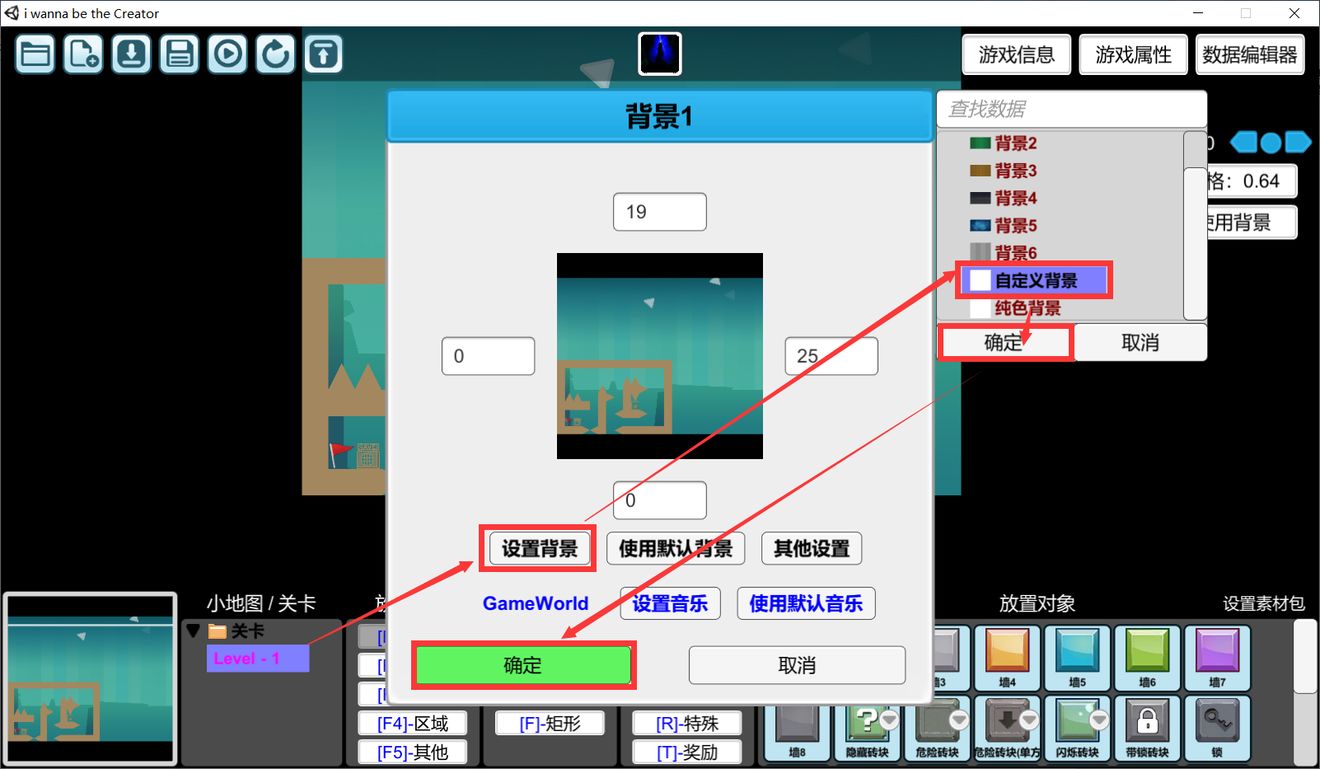 i wanna be the Creator
游戏信息
游戏属性
数据编辑器
背景1
查找数据
背景2
背景3
背景4
背景5
背景6
自定义背景
纯色背景
确定
取消
格：0.64
使用背景
19
0
25
0
设置背景
使用默认背景
其他设置
GameWorld
设置音乐
使用默认音乐
确定
取消
小地图 / 关卡
放置对象
设置素材包
关卡
Level - 1
[F4]-区域
[F5]-其他
[F]-矩形
[R]-特殊
[T]-奖励
墙4
墙5
墙6
墙7
墙8
隐藏砖块
危险砖块
危险砖块(单方
闪烁砖块
带锁砖块
锁